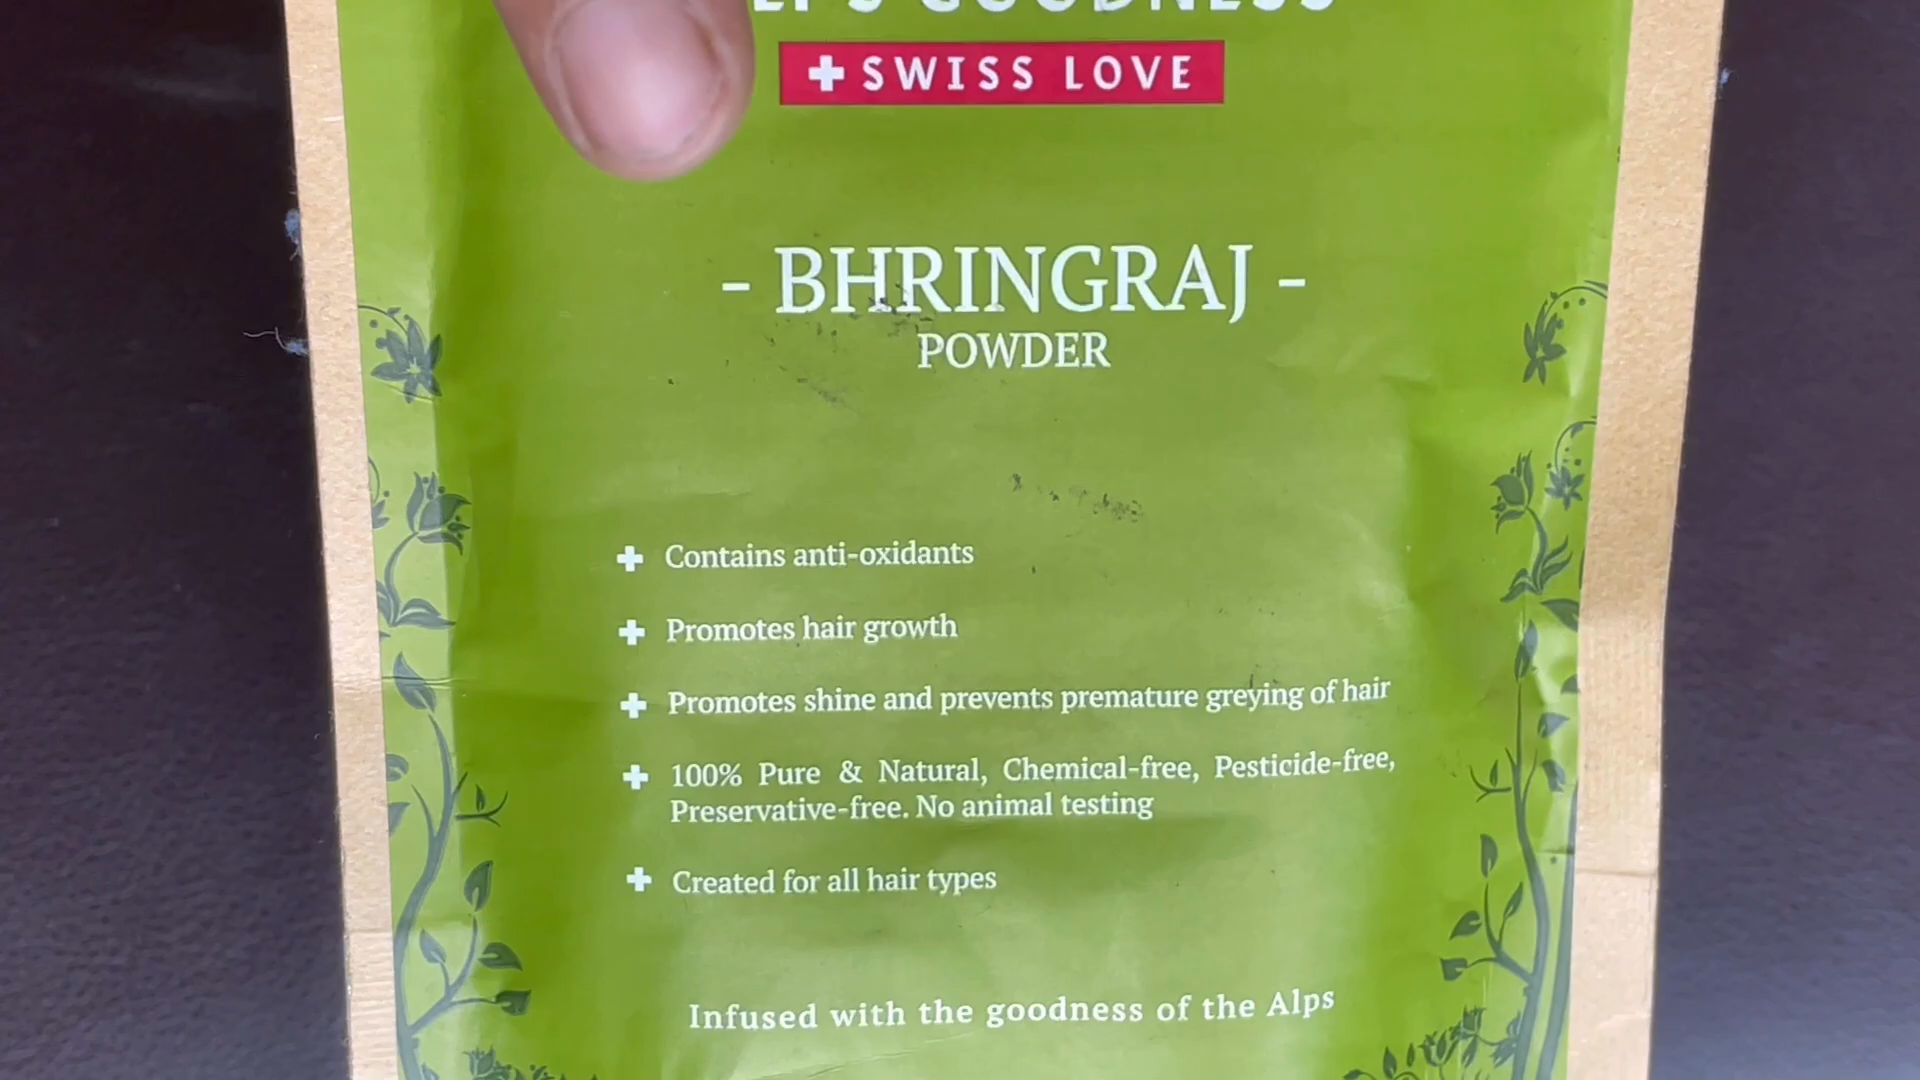 GOODNESS
+ SWISS LOVE
- BHRINGRAJ -
POWDER
+ Contains anti-oxidants
+ Promotes hair growth
+ Promotes shine and prevents premature greying of hair
+ 100% Pure & Natural, Chemical-free, Pesticide-free,
Preservative-free. No animal testing
+ Created for all hair types
Infused with the goodness of the Alps